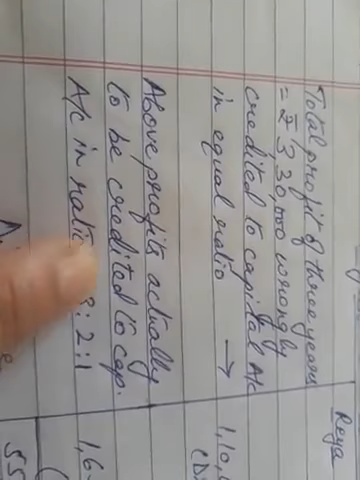 Reya
Total profit of three years
= ₹ 3,30,000 wrongly
credited to capital A/c
in equal ratio →
1,10,
Above profits actually
to be credited to cap.
A/c in ratio 3 : 2 : 1
1,6
55